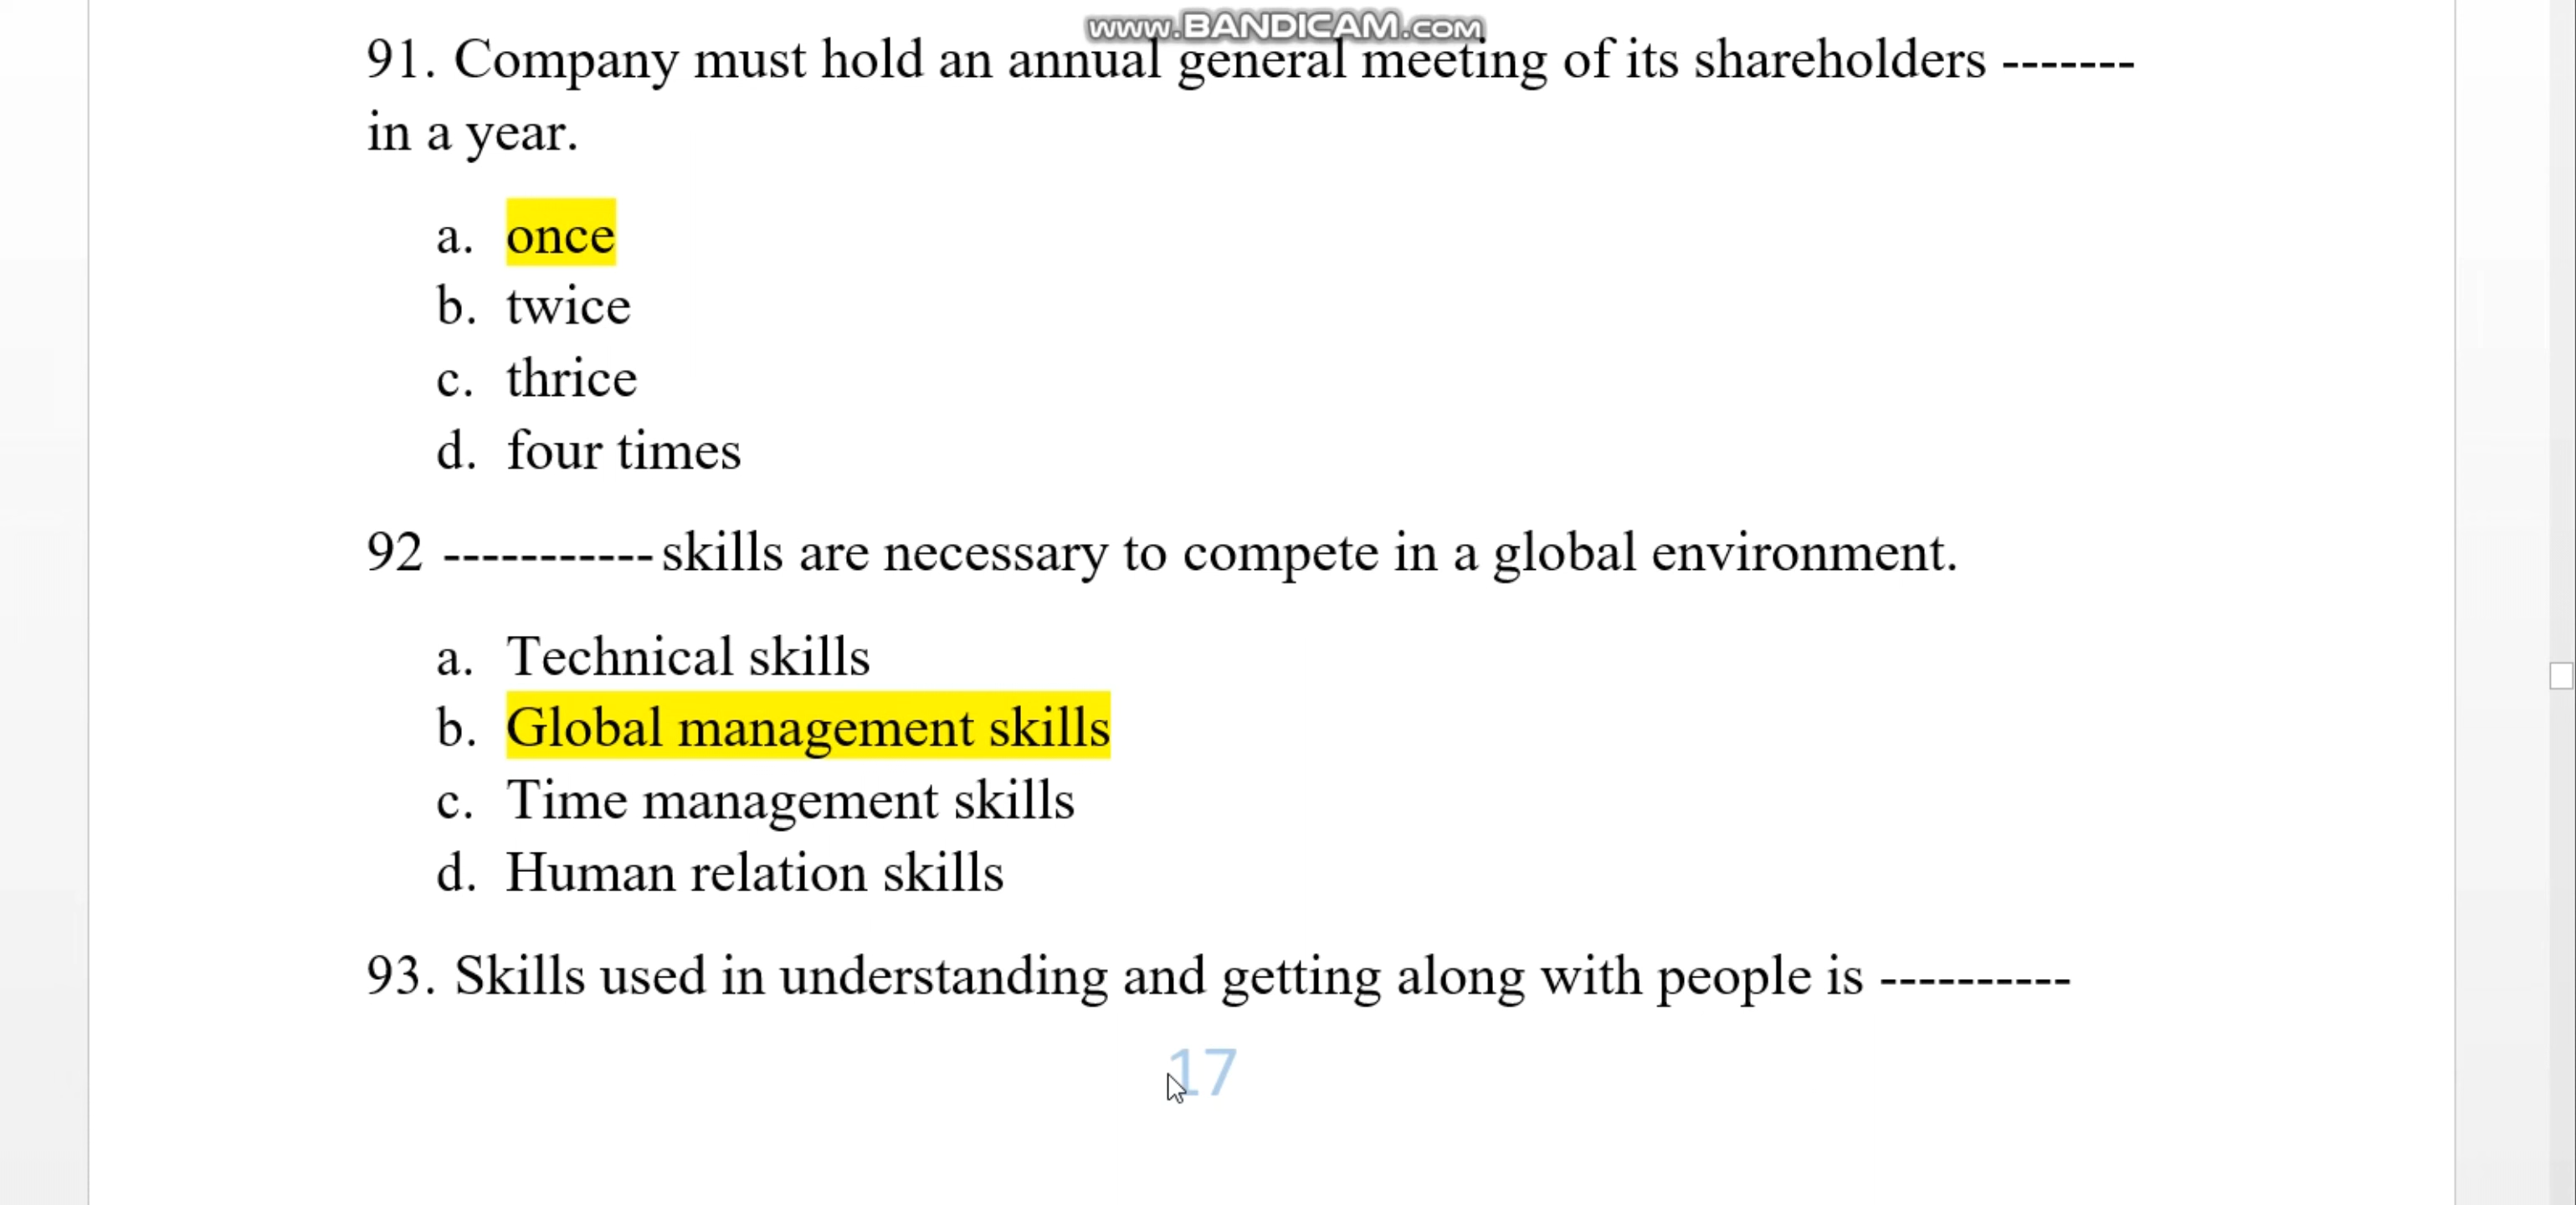 www.BANDICAM.com
91. Company must hold an annual general meeting of its shareholders -------
in a year.
a. once
b. twice
c. thrice
d. four times
92 -----------skills are necessary to compete in a global environment.
a. Technical skills
b. Global management skills
c. Time management skills
d. Human relation skills
93. Skills used in understanding and getting along with people is ----------
17